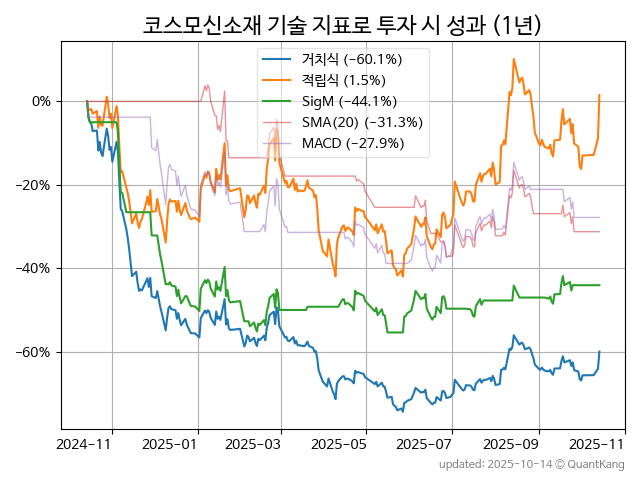 코스모신소재 기술 지표로 투자 시 성과 (1년)
거치식 (−60.1%)
적립식 (1.5%)
SigM (−44.1%)
SMA(20) (−31.3%)
MACD (−27.9%)
0%
−20%
−40%
−60%
2024−11
2025−01
2025−03
2025−05
2025−07
2025−09
2025−11
updated: 2025-10-14 © QuantKang